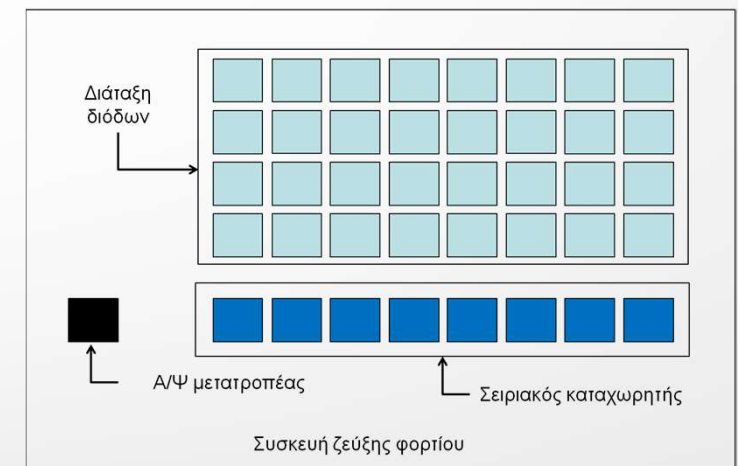 Διάταξη
διόδων
Α/Ψ μετατροπέας
Σειριακός καταχωρητής
Συσκευή ζεύξης φορτίου